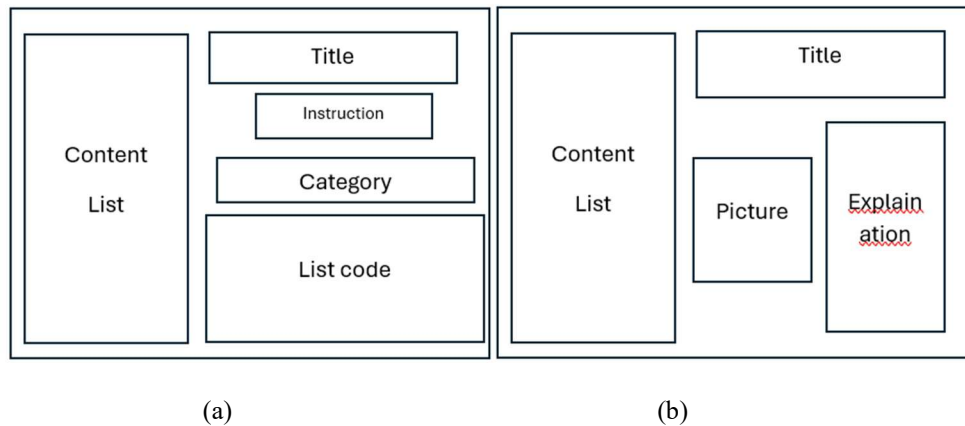 Content
List
Title
Instruction
Category
List code
Content
List
Title
Picture
Explain
ation
(a)
(b)